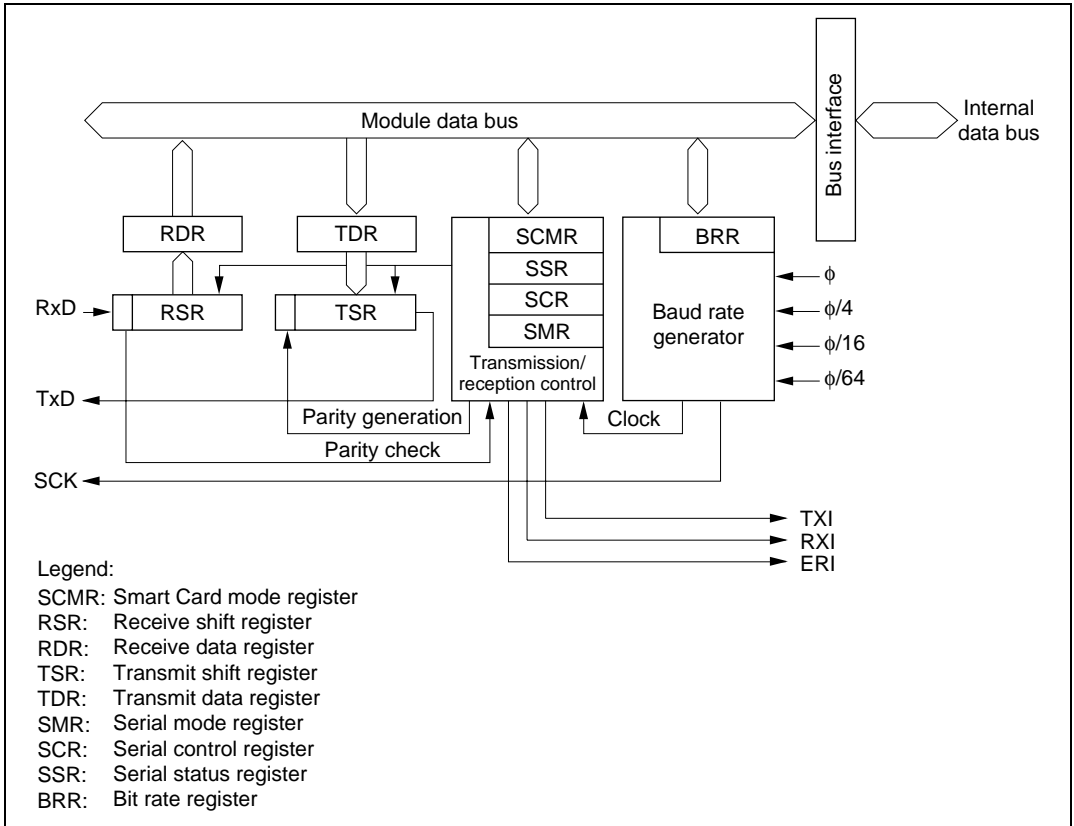 Bus interface
Internal
data bus
Module data bus
RDR
TDR
SCMR
SSR
SCR
SMR
Transmission/
reception control
BRR
Baud rate
generator
ϕ
ϕ/4
ϕ/16
ϕ/64
RxD
RSR
TSR
TxD
Parity generation
Parity check
Clock
SCK
TXI
RXI
ERI
Legend:
SCMR: Smart Card mode register
RSR: Receive shift register
RDR: Receive data register
TSR: Transmit shift register
TDR: Transmit data register
SMR: Serial mode register
SCR: Serial control register
SSR: Serial status register
BRR: Bit rate register